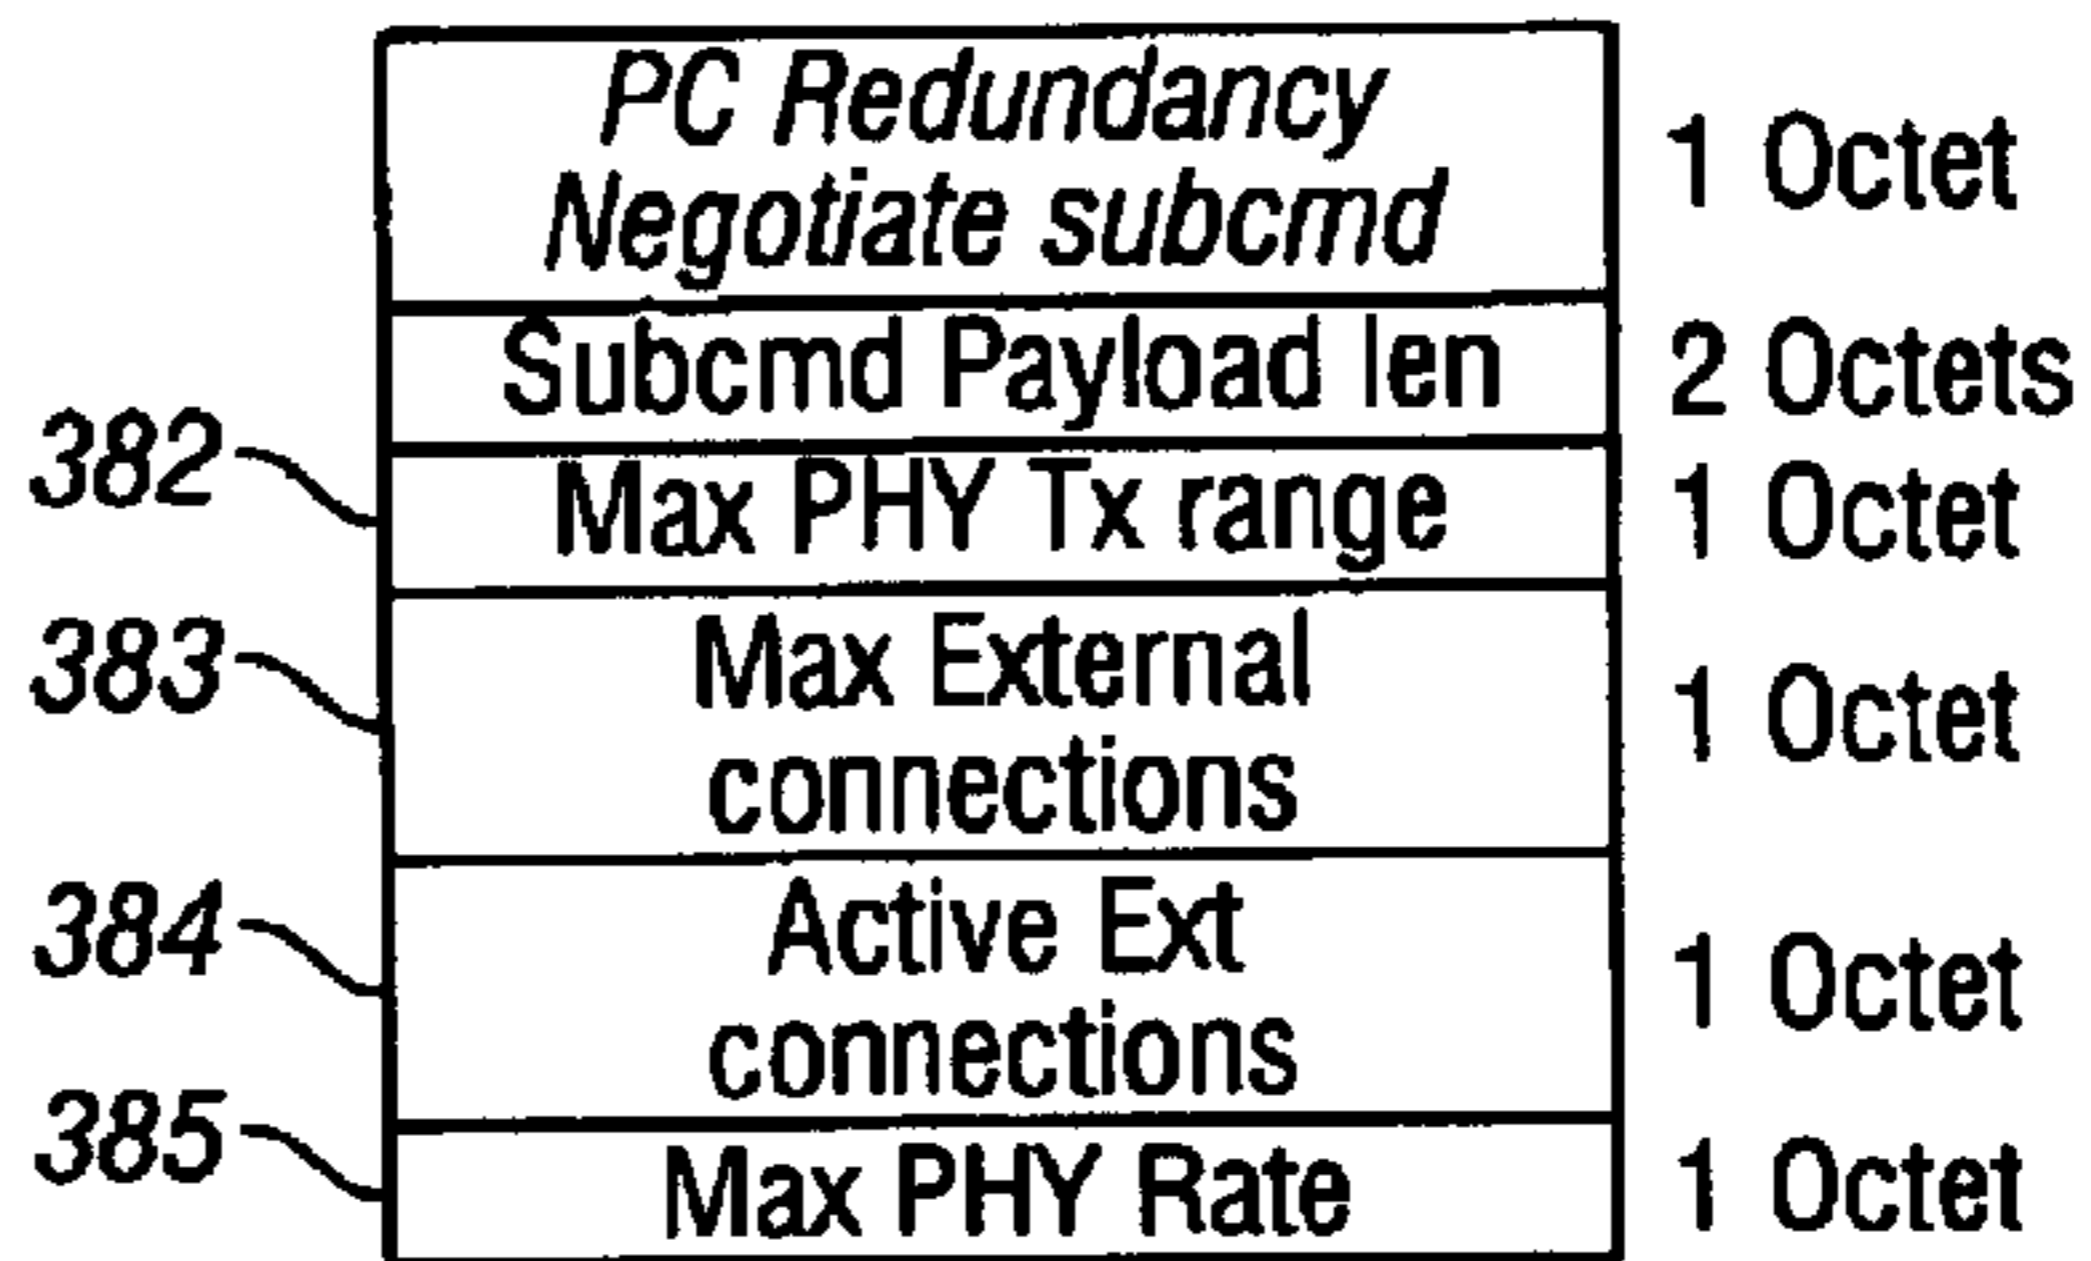 PC Redundancy
Negotiate subcmd
1 Octet
Subcmd Payload len
2 Octets
382
Max PHY Tx range
1 Octet
383
Max External
connections
1 Octet
384
Active Ext
connections
1 Octet
385
Max PHY Rate
1 Octet